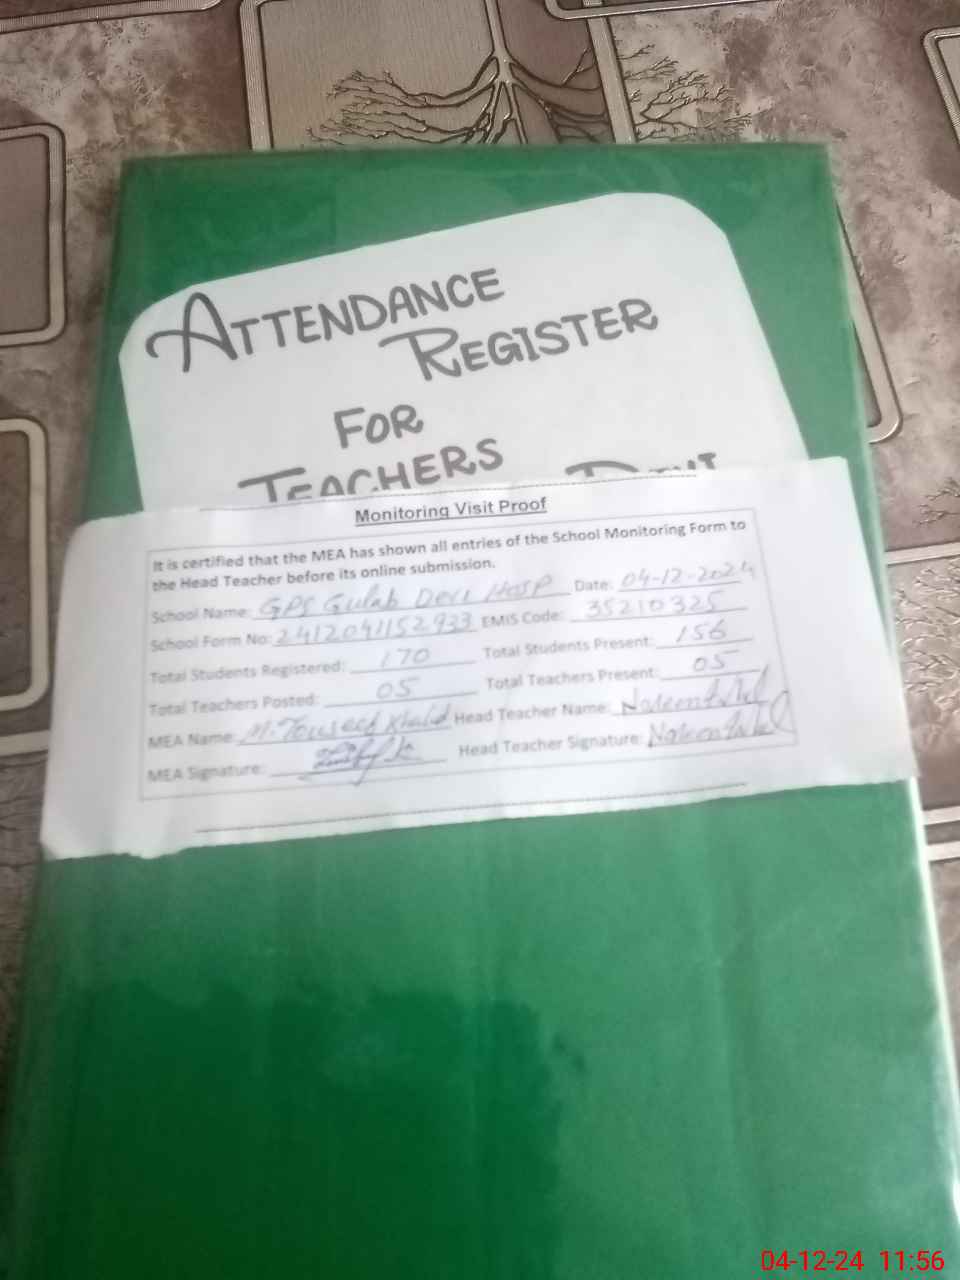 ATTENDANCE
REGISTER
FOR
TEACHERS
Monitoring Visit Proof
It is certified that the MEA has shown all entries of the School Monitoring Form to
the Head Teacher before its online submission.
School Name: GPS Gulab Devi Hosp Date: 04-12-2024
School Form No: 2412041152933 EMIS Code: 35210325
Total Students Registered: 170 Total Students Present: 156
Total Teachers Posted: 05 Total Teachers Present: 05
MEA Name: M. Touseef Khalid Head Teacher Name:
MEA Signature: Head Teacher Signature:
04-12-24 11:56